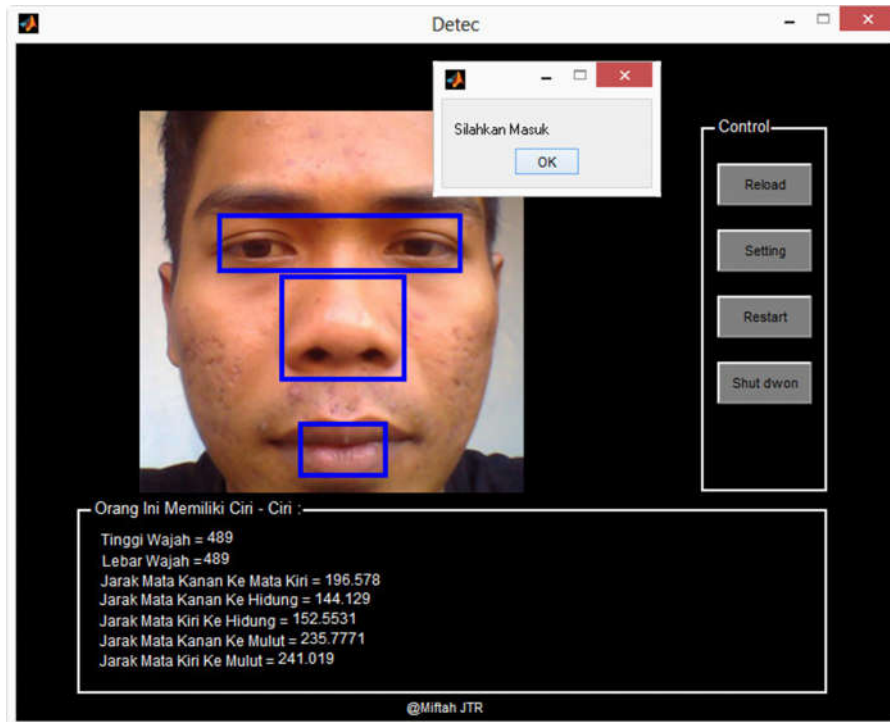 Detec
Silahkan Masuk
OK
Control
Reload
Setting
Restart
Shut dwon
Orang Ini Memiliki Ciri - Ciri :
Tinggi Wajah = 489
Lebar Wajah = 489
Jarak Mata Kanan Ke Mata Kiri = 196.578
Jarak Mata Kanan Ke Hidung = 144.129
Jarak Mata Kiri Ke Hidung = 152.5531
Jarak Mata Kanan Ke Mulut = 235.7771
Jarak Mata Kiri Ke Mulut = 241.019
@Miftah JTR